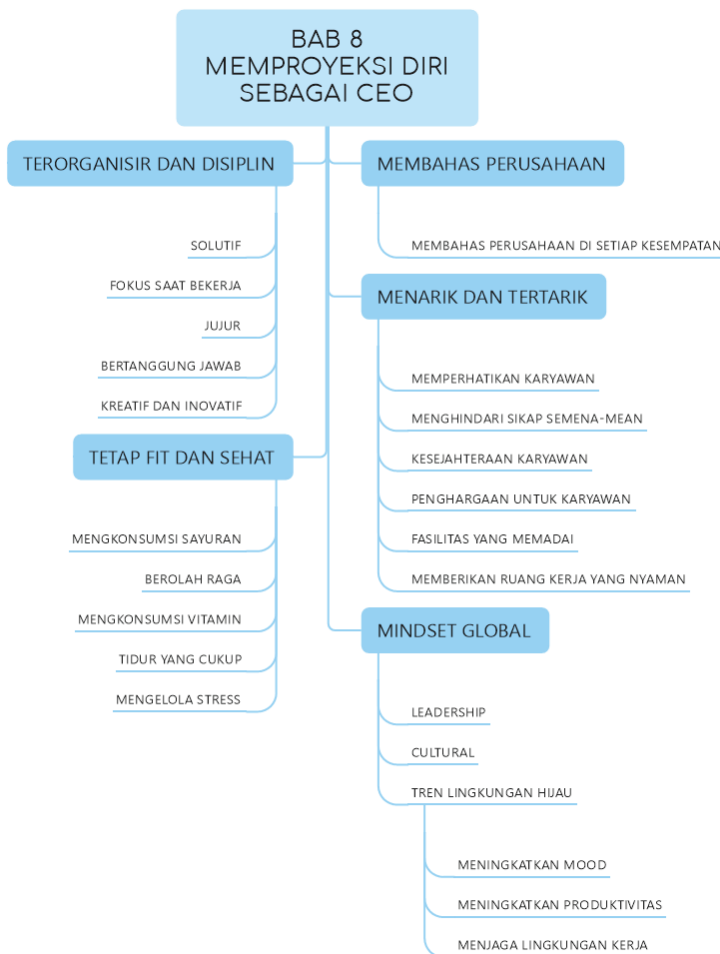 BAB 8
MEMPROYEKSI DIRI
SEBAGAI CEO
TERORGANISIR DAN DISIPLIN
SOLUTIF
FOKUS SAAT BEKERJA
JUJUR
BERTANGGUNG JAWAB
KREATIF DAN INOVATIF
TETAP FIT DAN SEHAT
MENGKONSUMSI SAYURAN
BEROLAH RAGA
MENGKONSUMSI VITAMIN
TIDUR YANG CUKUP
MENGELOLA STRESS
MEMBAHAS PERUSAHAAN
MEMBAHAS PERUSAHAAN DI SETIAP KESEMPATAN
MENARIK DAN TERTARIK
MEMPERHATIKAN KARYAWAN
MENGHINDARI SIKAP SEMENA-MEAN
KESEJAHTERAAN KARYAWAN
PENGHARGAAN UNTUK KARYAWAN
FASILITAS YANG MEMADAI
MEMBERIKAN RUANG KERJA YANG NYAMAN
MINDSET GLOBAL
LEADERSHIP
CULTURAL
TREN LINGKUNGAN HIJAU
MENINGKATKAN MOOD
MENINGKATKAN PRODUKTIVITAS
MENJAGA LINGKUNGAN KERJA